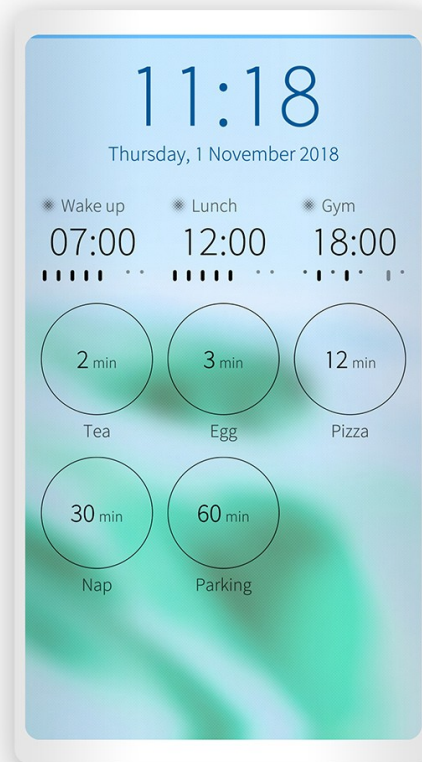 11:18
Thursday, 1 November 2018
Wake up Lunch Gym
07:00 12:00 18:00
2 min 3 min 12 min
Tea Egg Pizza
30 min 60 min
Nap Parking